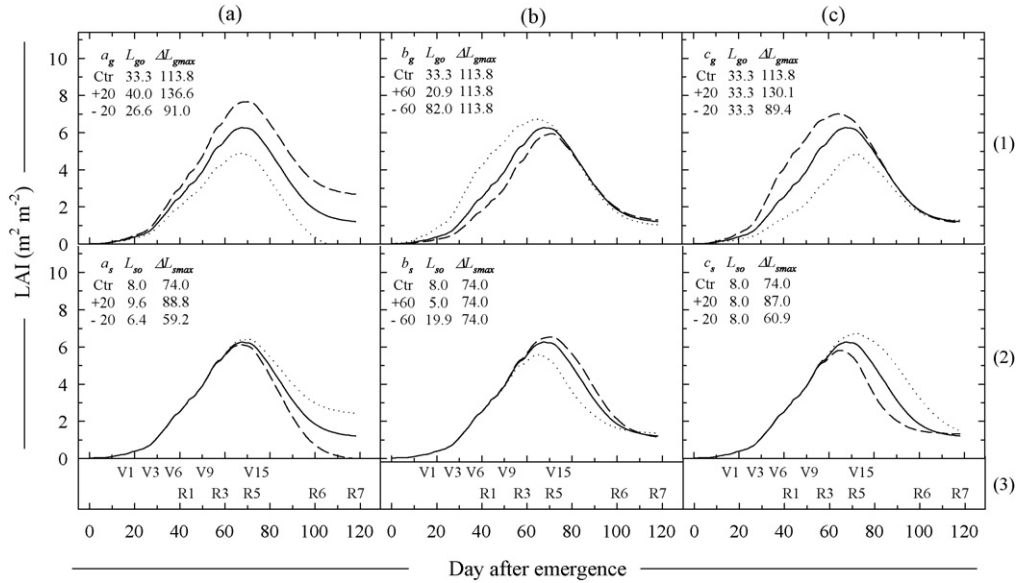 (a) (b) (c)
LAI (m² m⁻²)
10
8
6
4
2
0
a_g L_go ΔL_gmax
Ctr 33.3 113.8
+20 40.0 136.6
- 20 26.6 91.0
b_g L_go ΔL_gmax
Ctr 33.3 113.8
+60 20.9 113.8
- 60 82.0 113.8
c_g L_go ΔL_gmax
Ctr 33.3 113.8
+20 33.3 130.1
- 20 33.3 89.4
(1)
10
8
6
4
2
0
a_s L_so ΔL_smax
Ctr 8.0 74.0
+20 9.6 88.8
- 20 6.4 59.2
b_s L_so ΔL_smax
Ctr 8.0 74.0
+60 5.0 74.0
- 60 19.9 74.0
c_s L_so ΔL_smax
Ctr 8.0 74.0
+20 8.0 87.0
- 20 8.0 60.9
(2)
V1 V3 V6 V9 V15
R1 R3 R5 R6 R7
V1 V3 V6 V9 V15
R1 R3 R5 R6 R7
V1 V3 V6 V9 V15
R1 R3 R5 R6 R7
(3)
0 20 40 60 80 100 120
0 20 40 60 80 100 120
0 20 40 60 80 100 120
Day after emergence